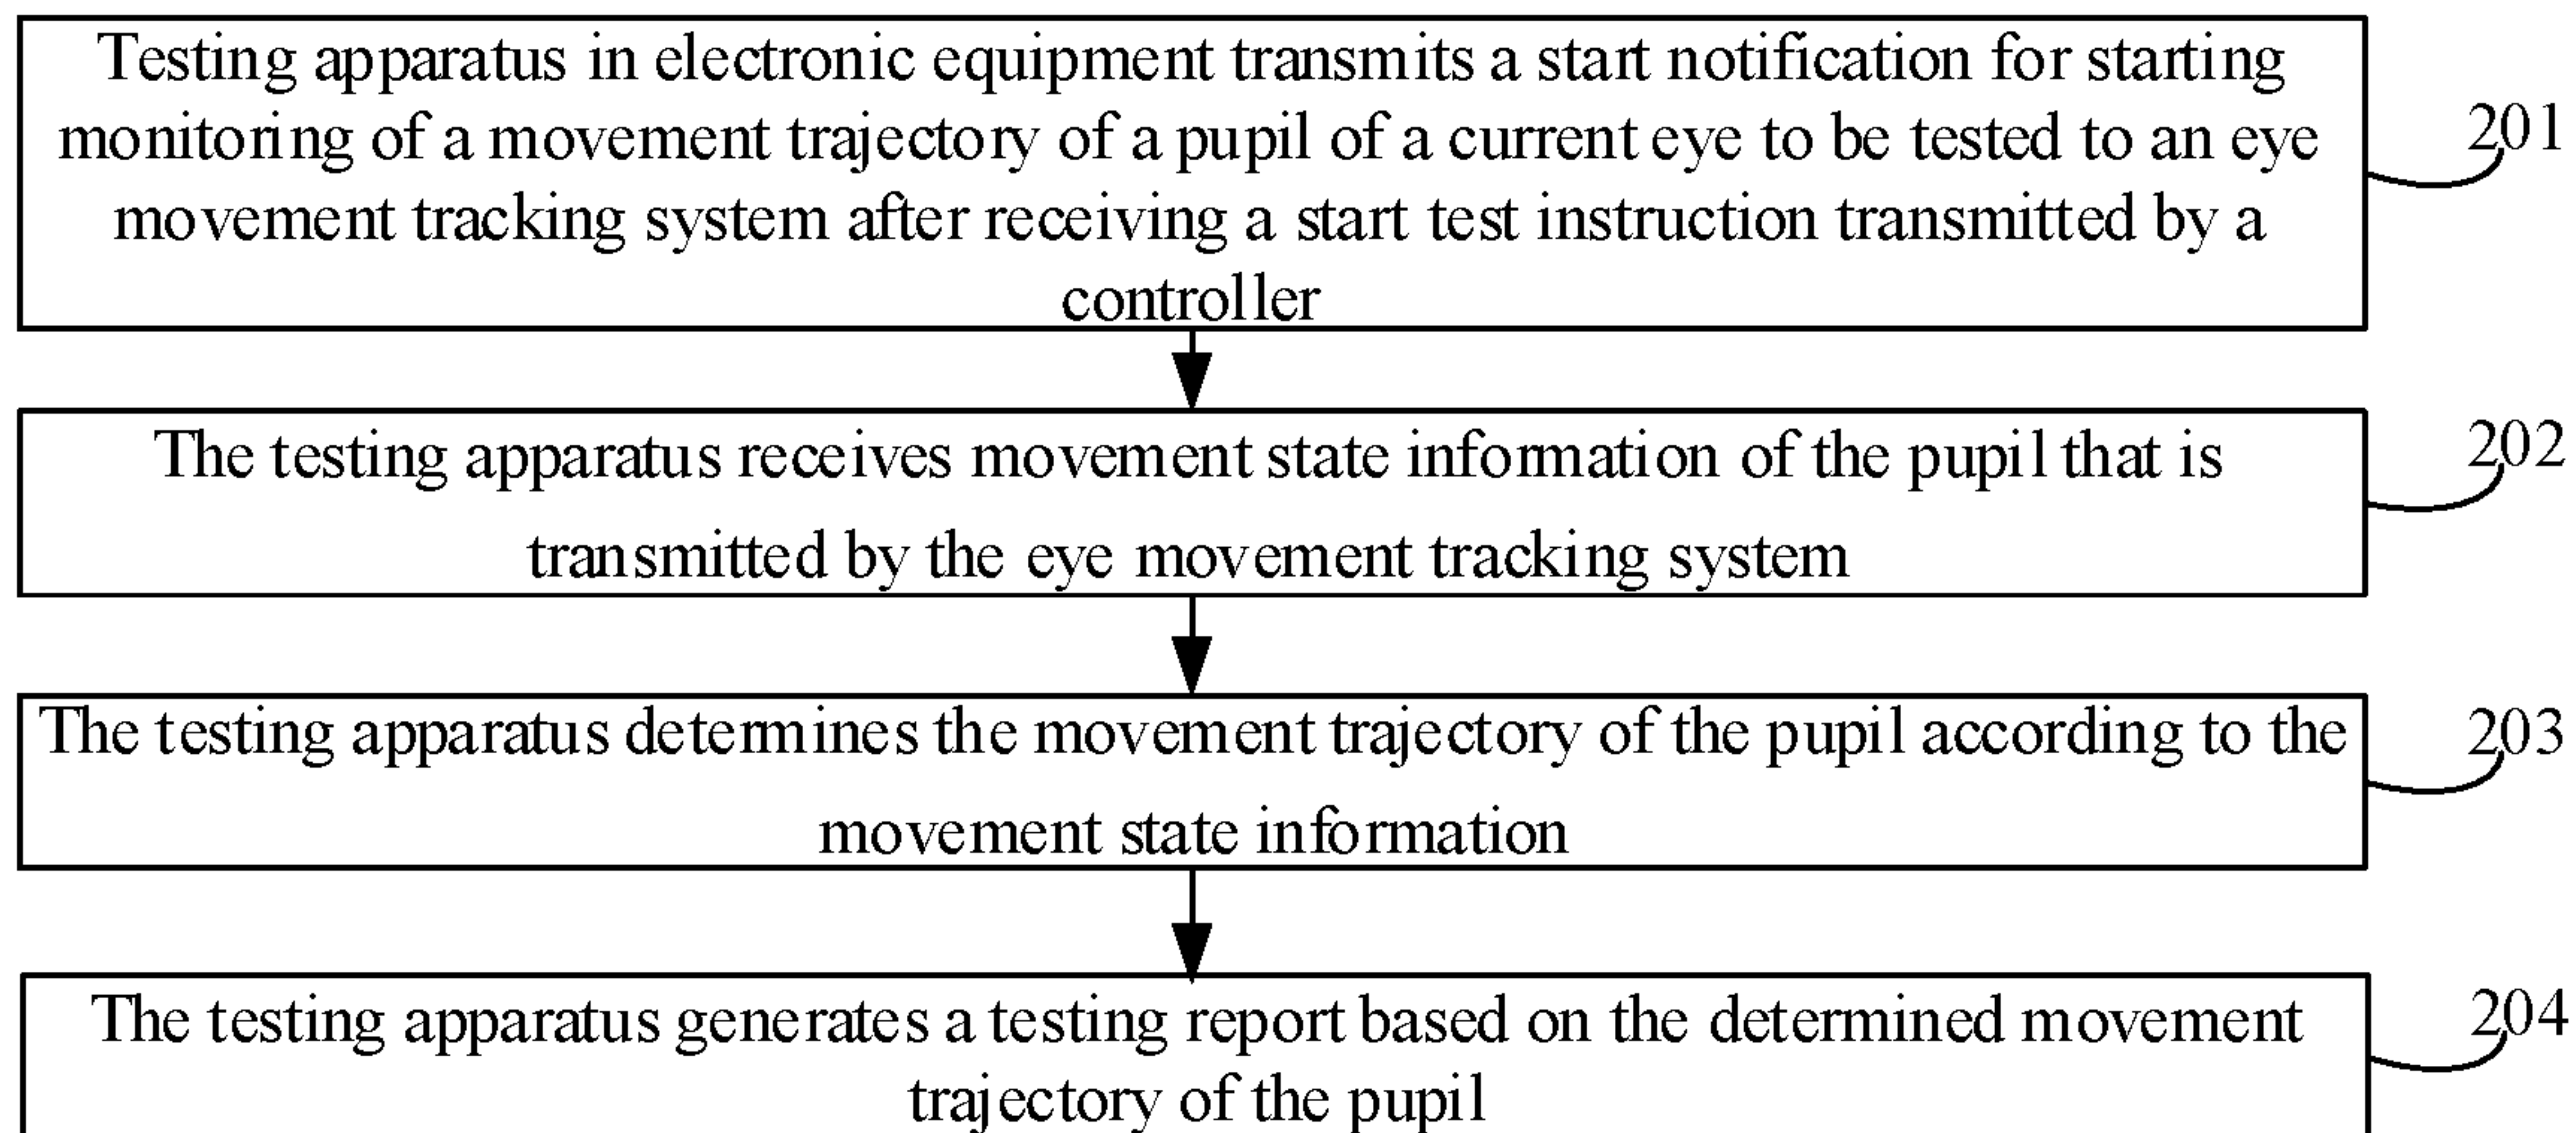 Testing apparatus in electronic equipment transmits a start notification for starting
monitoring of a movement trajectory of a pupil of a current eye to be tested to an eye
movement tracking system after receiving a start test instruction transmitted by a
controller
201
The testing apparatus receives movement state information of the pupil that is
transmitted by the eye movement tracking system
202
The testing apparatus determines the movement trajectory of the pupil according to the
movement state information
203
The testing apparatus generates a testing report based on the determined movement
trajectory of the pupil
204